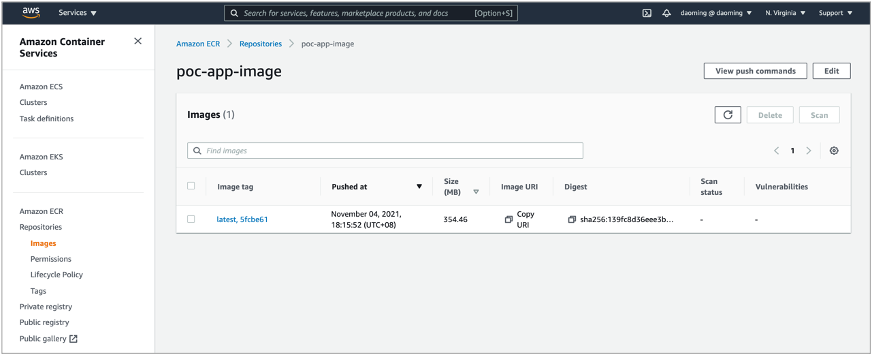 aws Services Search for services, features, marketplace products, and docs [Option+S] daoming @ daoming N. Virginia Support
Amazon Container
Services
Amazon ECS
Clusters
Task definitions
Amazon EKS
Clusters
Amazon ECR
Repositories
Images
Permissions
Lifecycle Policy
Tags
Private registry
Public registry
Public gallery
Amazon ECR Repositories poc-app-image
poc-app-image View push commands Edit
Images (1) Delete Scan
Find images 1
Image tag Pushed at Size (MB) Image URI Digest Scan status Vulnerabilities
latest, 5fcbe61 November 04, 2021, 18:15:52 (UTC+08) 354.46 Copy URI sha256:139fc8d36eee3b... - -